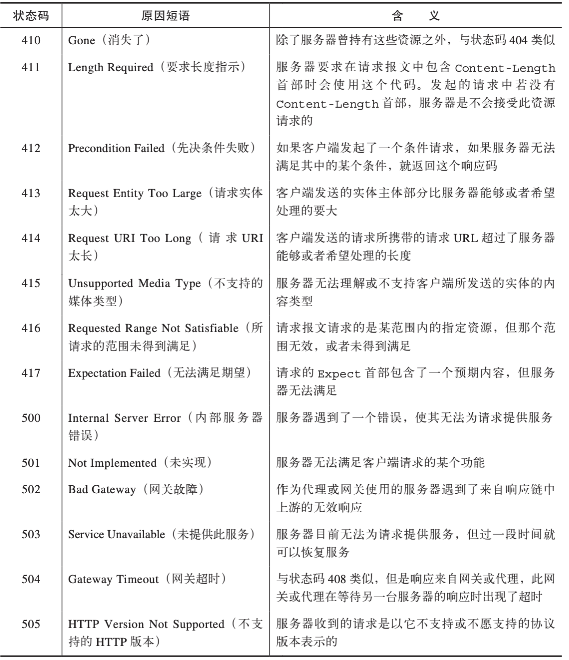 状态码 原因短语 含 义
410 Gone（消失了） 除了服务器曾持有这些资源之外，与状态码 404 类似
411 Length Required（要求长度指示） 服务器要求在请求报文中包含 Content-Length
首部时会使用这个代码。发起的请求中若没有
Content-Length 首部，服务器是不会接受此资源
请求的
412 Precondition Failed（先决条件失败） 如果客户端发起了一个条件请求，如果服务器无法
满足其中的某个条件，就返回这个响应码
413 Request Entity Too Large（请求实体 客户端发送的实体主体部分比服务器能够或者希望
太大） 处理的要大
414 Request URI Too Long（ 请 求 URI 客户端发送的请求所携带的请求 URL 超过了服务器
太长） 能够或者希望处理的长度
415 Unsupported Media Type（不支持的 服务器无法理解或不支持客户端所发送的实体的内
媒体类型） 容类型
416 Requested Range Not Satisfiable（所 请求报文请求的是某范围内的指定资源，但那个范
请求的范围未得到满足） 围无效，或者未得到满足
417 Expectation Failed（无法满足期望） 请求的 Expect 首部包含了一个预期内容，但服务
器无法满足
500 Internal Server Error（内部服务器 服务器遇到了一个错误，使其无法为请求提供服务
错误）
501 Not Implemented（未实现） 服务器无法满足客户端请求的某个功能
502 Bad Gateway（网关故障） 作为代理或网关使用的服务器遇到了来自响应链中
上游的无效响应
503 Service Unavailable（未提供此服务） 服务器目前无法为请求提供服务，但过一段时间就
可以恢复服务
504 Gateway Timeout（网关超时） 与状态码 408 类似，但是响应来自网关或代理，此网
关或代理在等待另一台服务器的响应时出现了超时
505 HTTP Version Not Supported（不支 服务器收到的请求是以它不支持或不愿支持的协议
持的 HTTP 版本） 版本表示的